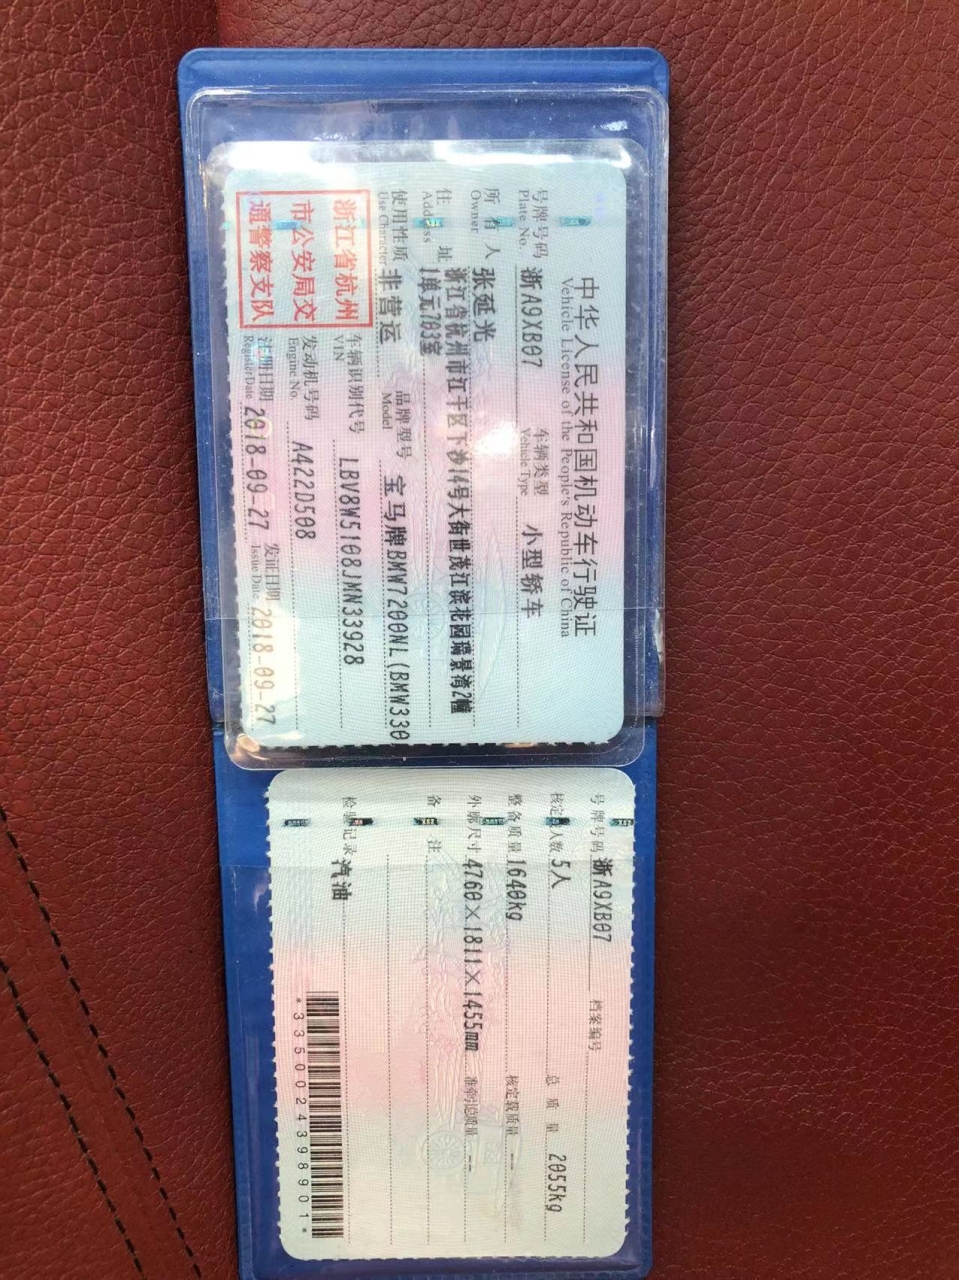 中华人民共和国机动车行驶证
Vehicle License of the People's Republic of China
号牌号码 浙A9XB07 车辆类型 小型轿车
Plate No. Vehicle Type
所有人 张延光
Owner
住址 浙江省杭州市江干区下沙14号大街世茂江滨花园瑞景湾2幢
Address 1单元703室
使用性质 非营运 品牌型号 宝马牌BMW7200NL(BMW330
Use Character Model
浙江省杭州
市公安局交
通警察支队
车辆识别代号 LBV8W5108JMN33928
VIN
发动机号码 A422D508
Engine No.
注册日期 2018-09-27 发证日期 2018-09-27
Register Date Issue Date
号牌号码 浙A9XB07 档案编号
核定载人数 5人 总质量 2055kg
整备质量 1640kg 核定载质量 --
外廓尺寸 4760×1811×1455mm 准牵引总质量 --
备注
检验记录 汽油
*3350024398901*